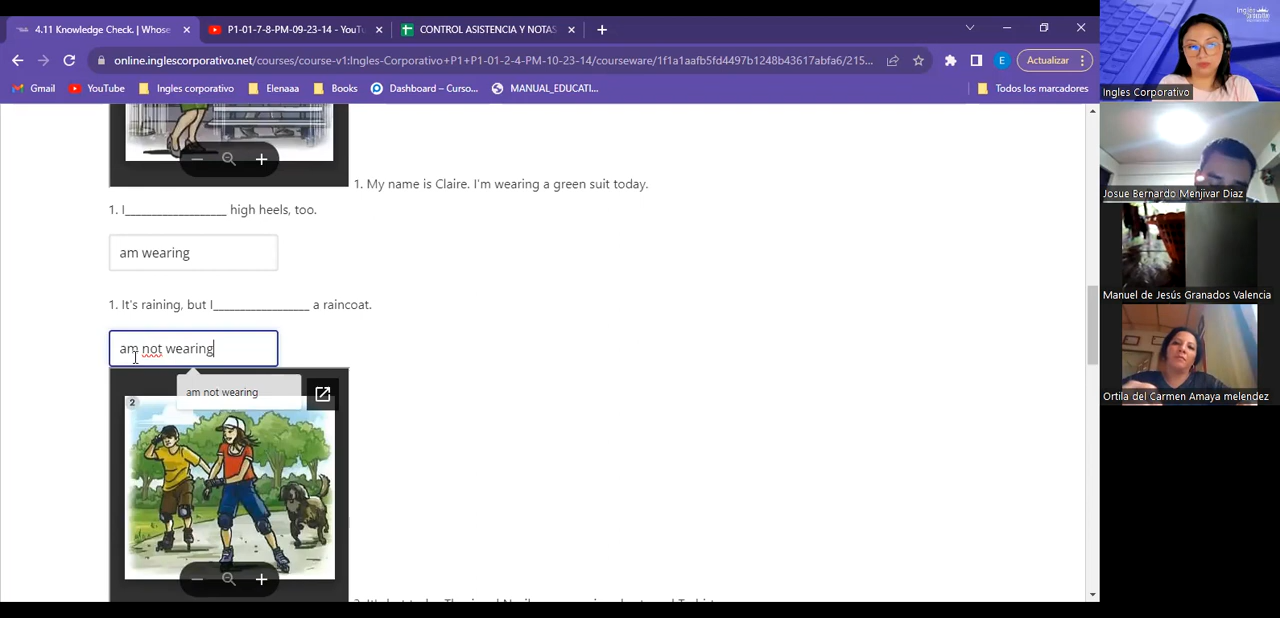 4.11 Knowledge Check. | Whose
P1-01-7-8-PM-09-23-14 - YouTu
CONTROL ASISTENCIA Y NOTAS
online.inglescorporativo.net/courses/course-v1:Ingles-Corporativo+P1+P1-01-2-4-PM-10-23-14/courseware/1f1a1aafb5fd4497b1248b43617abfa6/215...
E
Actualizar
Gmail
YouTube
Ingles corporativo
Elenaaa
Books
Dashboard – Curso...
MANUAL_EDUCATI...
Todos los marcadores
1. My name is Claire. I'm wearing a green suit today.
1. I__________________ high heels, too.
am wearing
1. It's raining, but I________________ a raincoat.
am not wearing
am not wearing
2
Ingles Corporativo
Josue Bernardo Menjivar Diaz
Manuel de Jesús Granados Valencia
Ortila del Carmen Amaya melendez